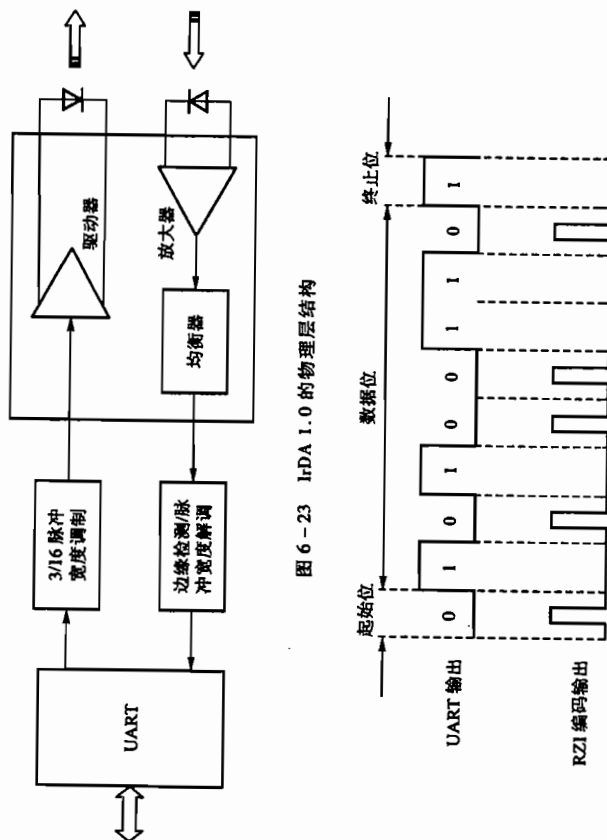 UART
3/16 脉冲
宽度调制
驱动器
边缘检测/脉
冲宽度解调
均衡器
放大器
图 6-23 IrDA 1.0 的物理层结构
起始位
数据位
终止位
UART 输出
0 1 0 1 0 0 1 1 0 1
RZI 编码输出